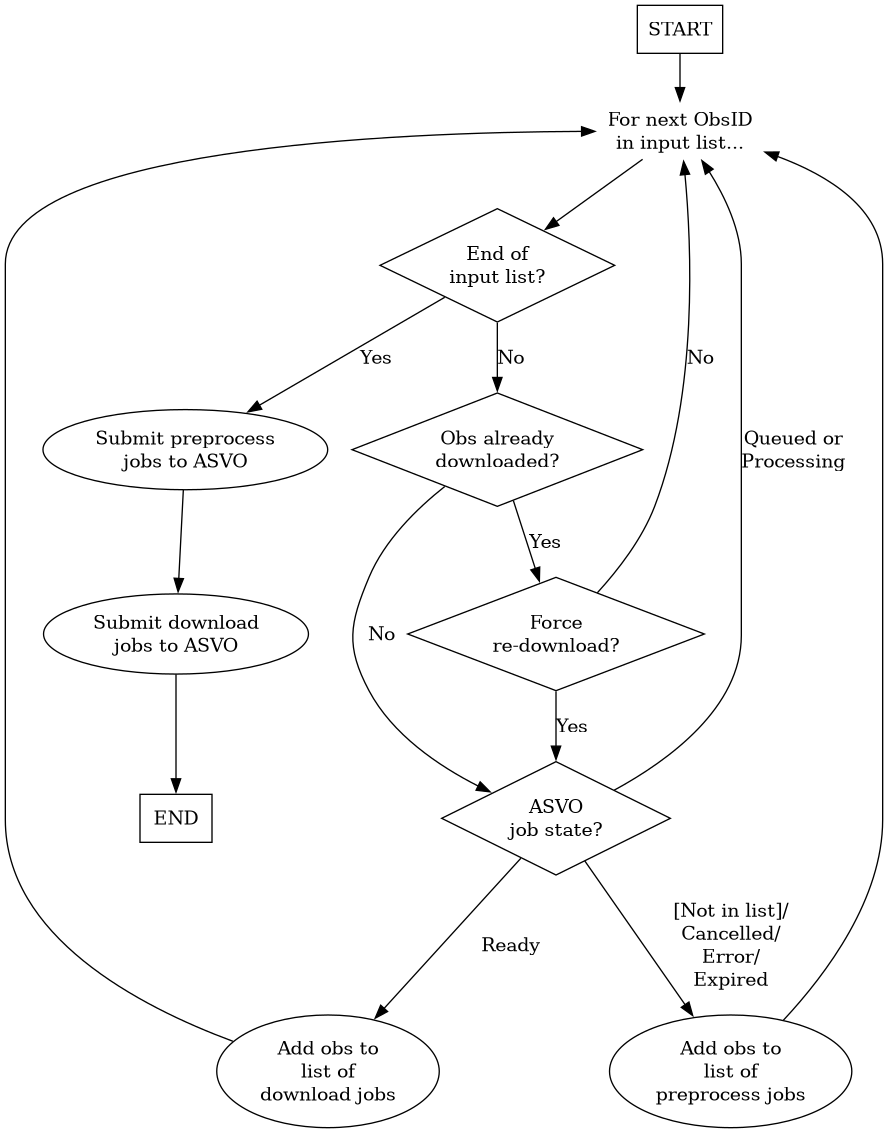 START
For next ObsID
in input list...
End of
input list?
Yes
No
No
Submit preprocess
jobs to ASVO
Obs already
downloaded?
Queued or
Processing
Yes
Submit download
jobs to ASVO
No
Force
re-download?
Yes
END
ASVO
job state?
Ready
[Not in list]/
Cancelled/
Error/
Expired
Add obs to
list of
download jobs
Add obs to
list of
preprocess jobs